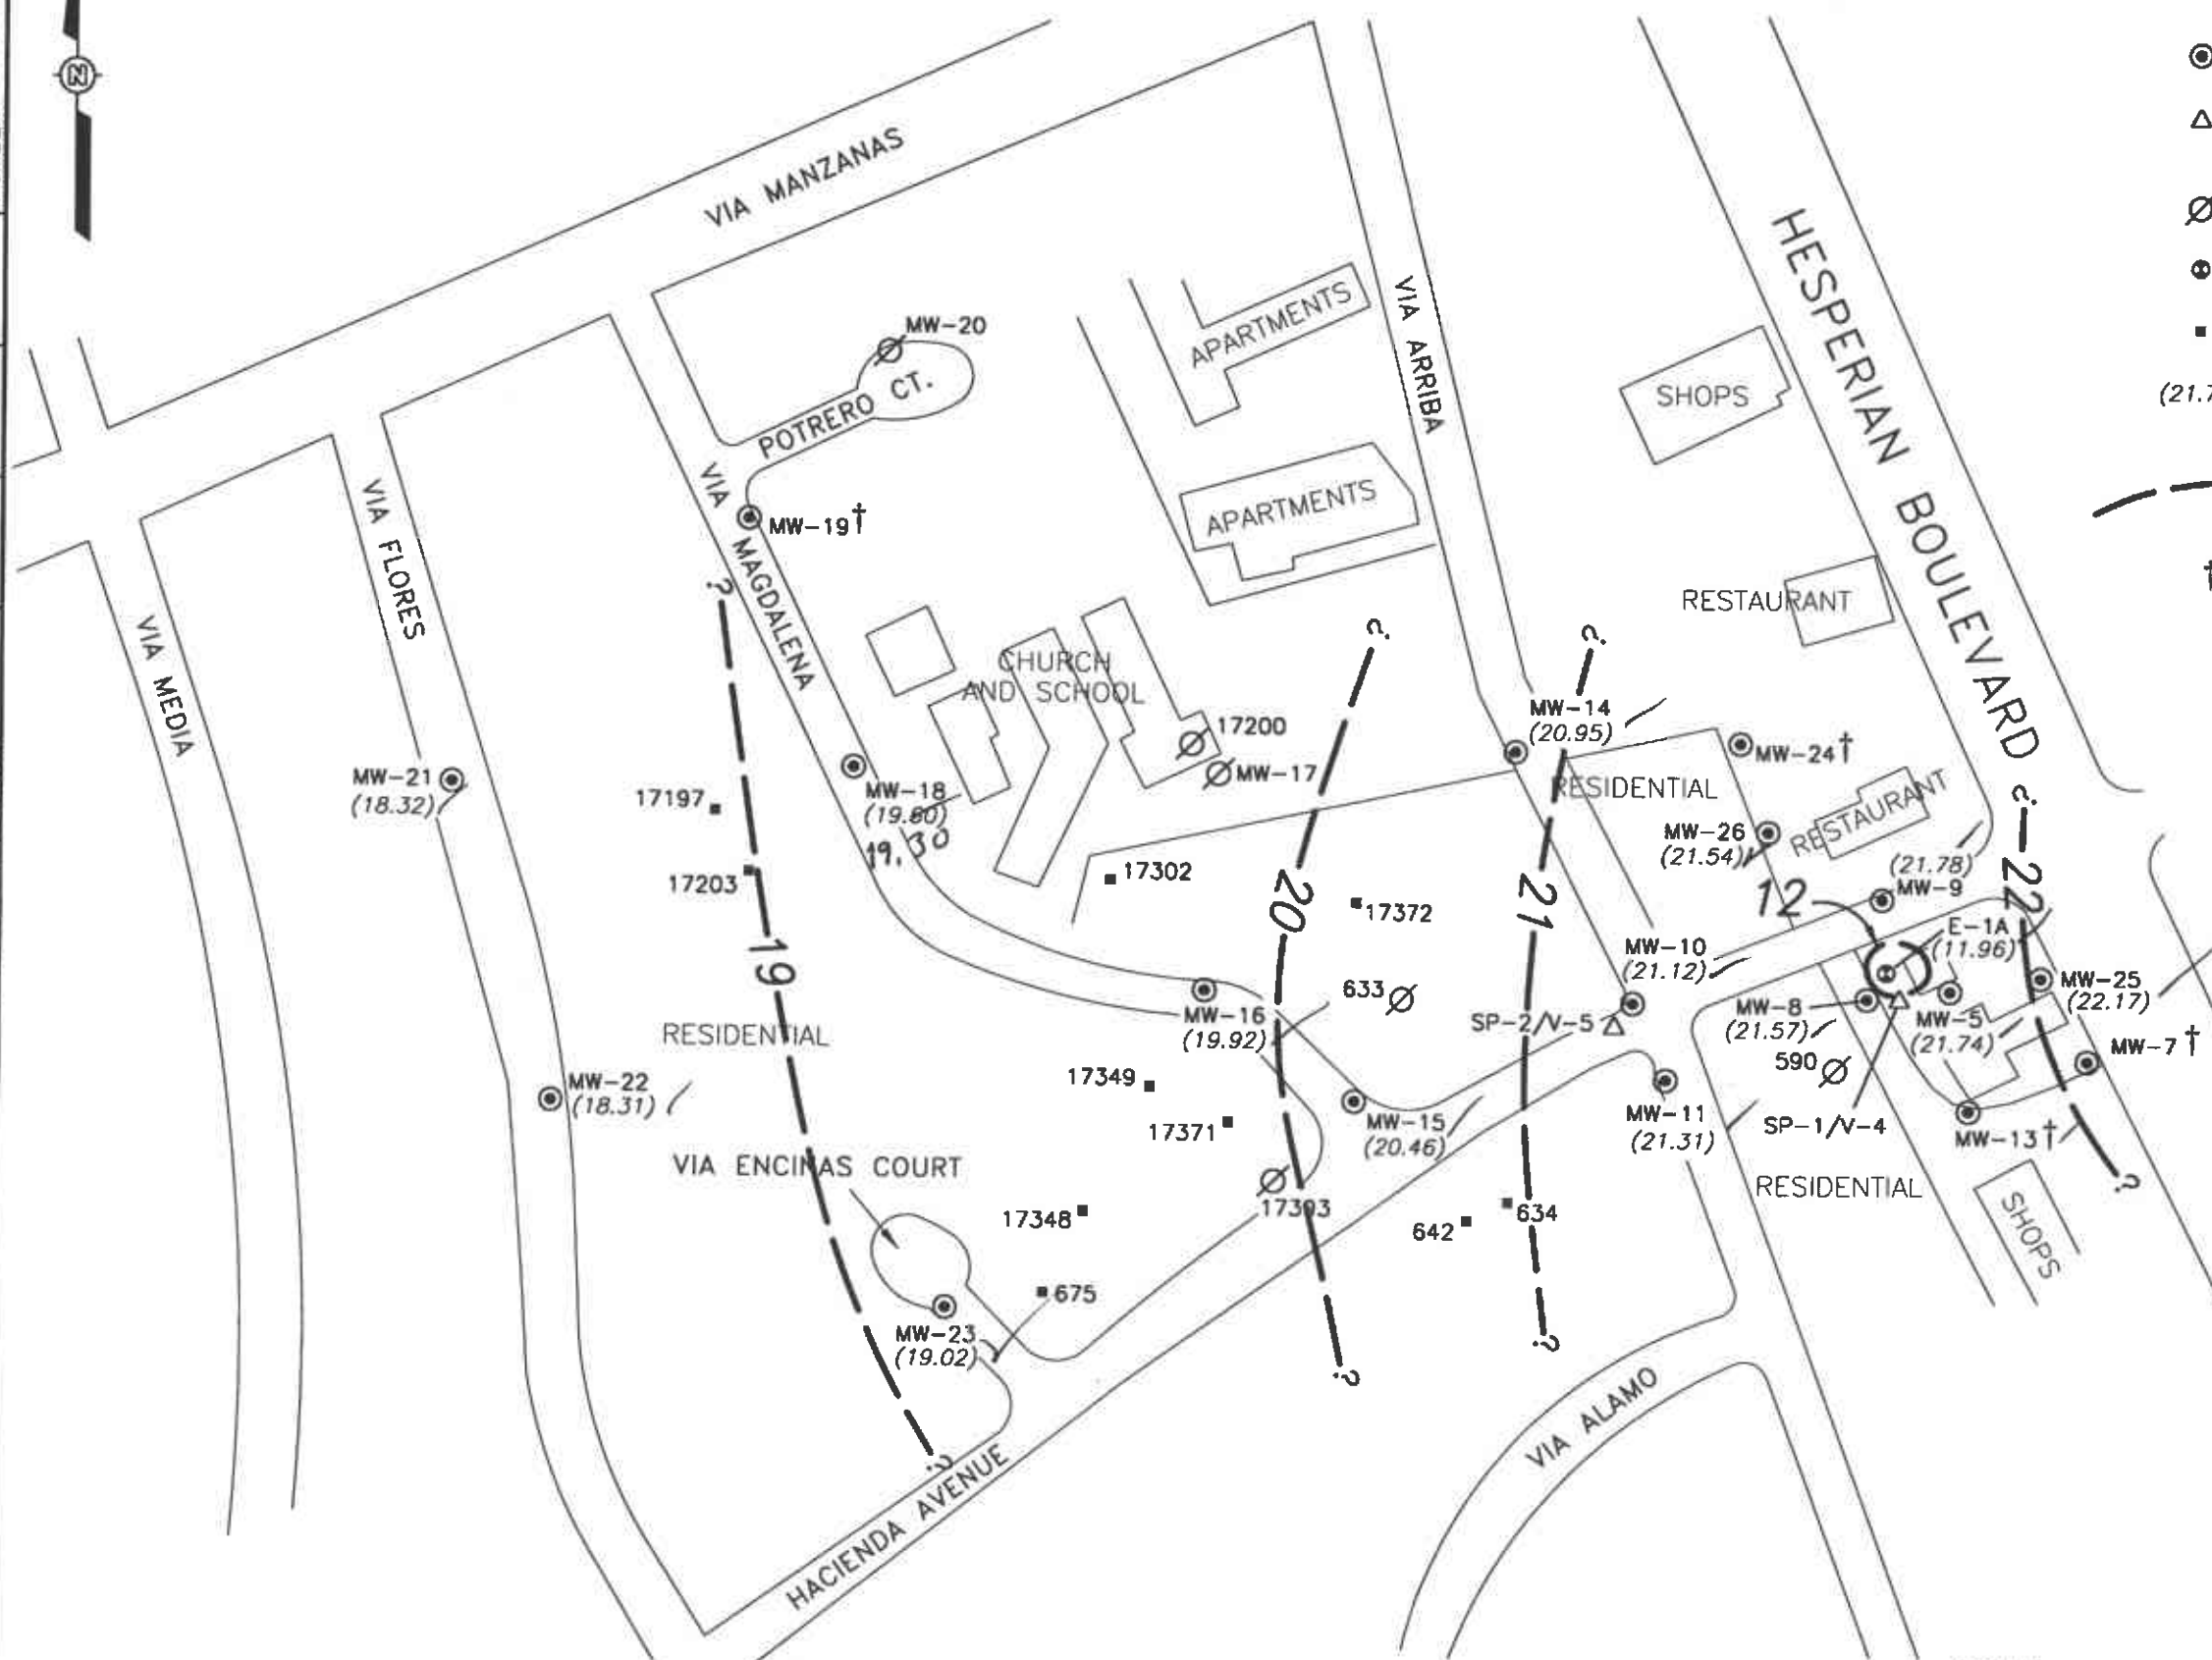 N
VIA MANZANAS
MW-20
POTRERO CT.
APARTMENTS
VIA ARRIBA
HESPERIAN BOULEVARD
SHOPS
(21.7
APARTMENTS
VIA MAGDALENA
MW-19†
VIA FLORES
VIA MEDIA
?
?
?
RESTAURANT
CHURCH
AND SCHOOL
17200
MW-17
MW-14
(20.95)
MW-24†
RESIDENTIAL
?
MW-21
(18.32)
17197
MW-18
(19.80)
19.30
17203
17302
17372
20
21
MW-26
(21.54)
RESTAURANT
(21.78)
MW-9
12
22
E-1A
(11.96)
19
MW-10
(21.12)
633
SP-2/V-5
MW-16
(19.92)
MW-8
(21.57)
MW-5
(21.74)
MW-25
(22.17)
MW-7†
590
RESIDENTIAL
MW-22
(18.31)
17349
17371
MW-15
(20.46)
MW-11
(21.31)
SP-1/V-4
MW-13†
VIA ENCINAS COURT
17348
17393
642
634
RESIDENTIAL
?
SHOPS
675
MW-23
(19.02)
?
?
?
VIA ALAMO
HACIENDA AVENUE